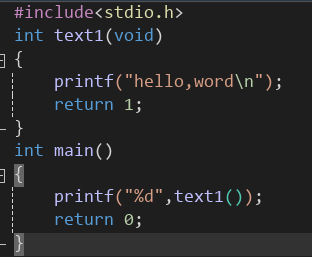 #include<stdio.h>
int text1(void)
{
    printf("hello,word\n");
    return 1;
}
int main()
{
    printf("%d",text1());
    return 0;
}